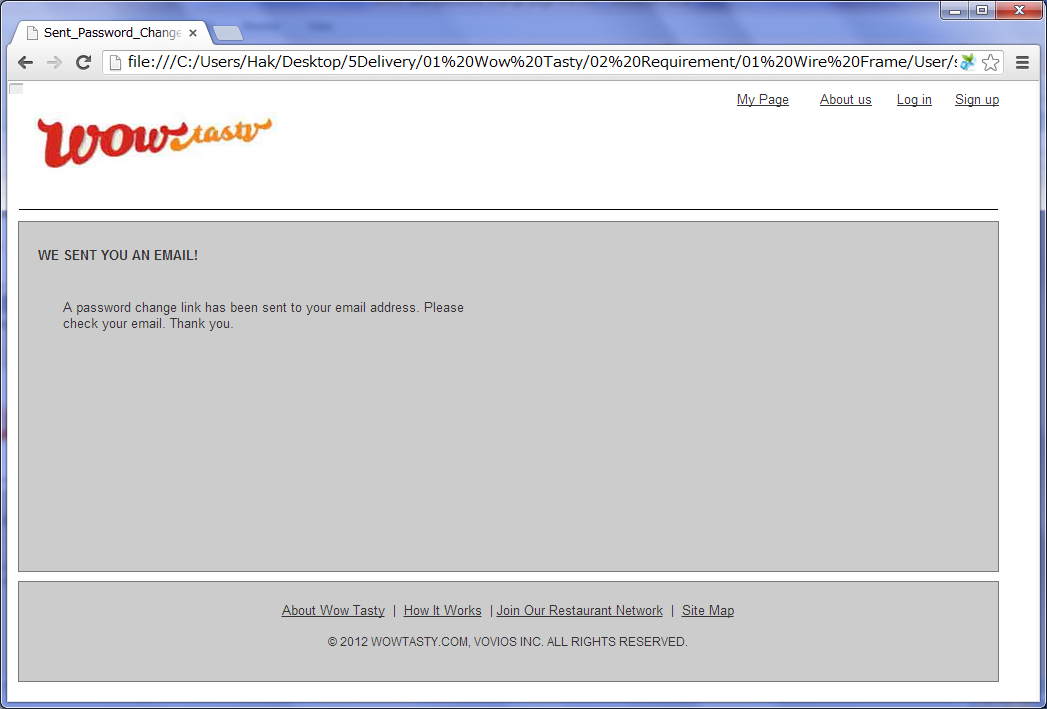 Sent_Password_Change
file:///C:/Users/Hak/Desktop/5Delivery/01%20Wow%20Tasty/02%20Requirement/01%20Wire%20Frame/User/s
My Page About us Log in Sign up
wow tasty
WE SENT YOU AN EMAIL!
A password change link has been sent to your email address. Please
check your email. Thank you.
About Wow Tasty | How It Works | Join Our Restaurant Network | Site Map
© 2012 WOWTASTY.COM, VOVIOS INC. ALL RIGHTS RESERVED.